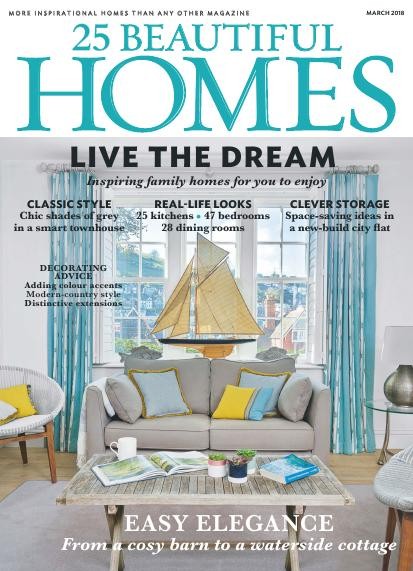 MORE INSPIRATIONAL HOMES THAN ANY OTHER MAGAZINE
MARCH 2018
25 BEAUTIFUL
HOMES
LIVE THE DREAM
Inspiring family homes for you to enjoy
CLASSIC STYLE
Chic shades of grey
in a smart townhouse
REAL-LIFE LOOKS
25 kitchens • 47 bedrooms
28 dining rooms
CLEVER STORAGE
Space-saving ideas in
a new-build city flat
DECORATING
ADVICE
Adding colour accents
Modern-country style
Distinctive extensions
EASY ELEGANCE
From a cosy barn to a waterside cottage